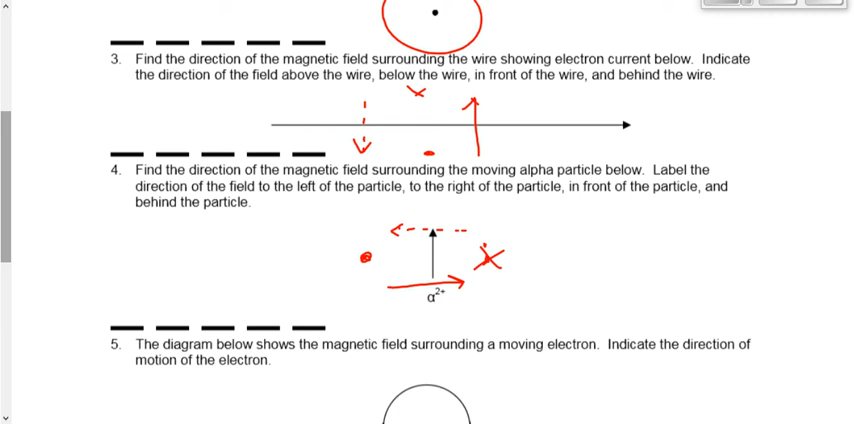 3. Find the direction of the magnetic field surrounding the wire showing electron current below. Indicate
the direction of the field above the wire, below the wire, in front of the wire, and behind the wire.
4. Find the direction of the magnetic field surrounding the moving alpha particle below. Label the
direction of the field to the left of the particle, to the right of the particle, in front of the particle, and
behind the particle.
α²⁺
5. The diagram below shows the magnetic field surrounding a moving electron. Indicate the direction of
motion of the electron.